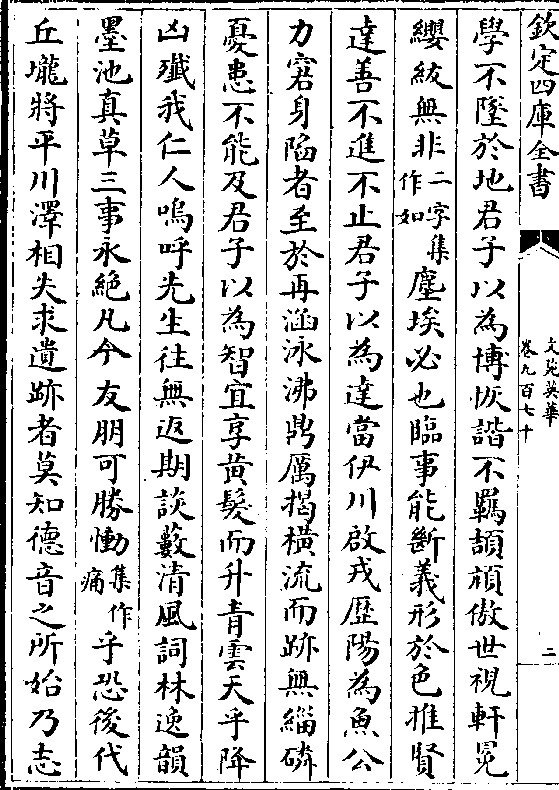 欽定四庫全書
文苑英華
卷九百七十
二
學不墜於地君子以為博恢諧不羈頡頏傲世視軒冕
纓紱無非二字集作如塵埃必也臨事能斷義形於色推賢
達善不進不止君子以為達當伊川啟戎歴陽為魚公
力窘身陷者至於再涵泳沸鼎厲揭橫流而跡無緇磷
憂患不能及君子以為智宜享黄髮而升青雲天乎降
凶殲我仁人嗚呼先生往無返期談藪清風詞林逸韻
墨池真草三事永絶凡今友朋可勝慟集作痛乎恐後代
丘壠將平川澤相失求遺跡者莫知德音之所始乃志